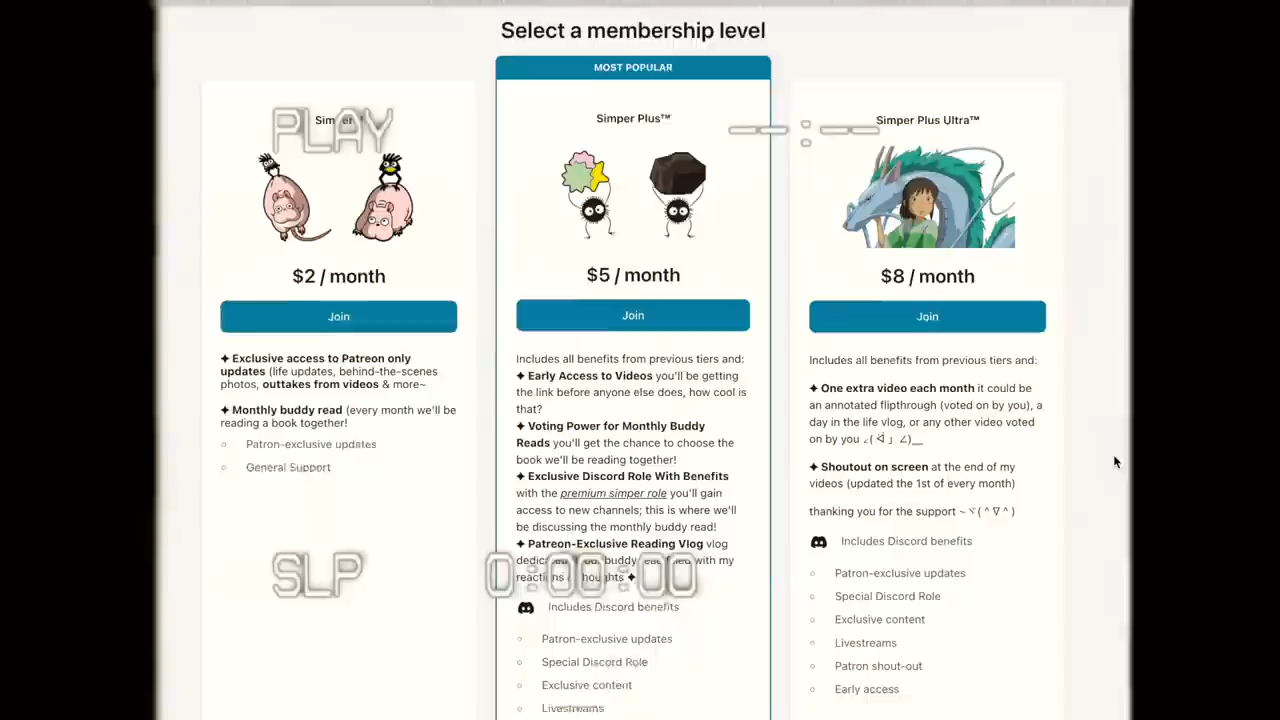 Select a membership level
MOST POPULAR
PLAY
Simper Plus™
Simper Plus Ultra™
--:--
$2 / month
$5 / month
$8 / month
Join
Join
Join
✦ Exclusive access to Patreon only
updates (life updates, behind-the-scenes
photos, outtakes from videos & more~
✦ Monthly buddy read (every month we'll be
reading a book together!
Patron-exclusive updates
General Support
Includes all benefits from previous tiers and:
✦ Early Access to Videos you'll be getting
the link before anyone else does, how cool is
that?
✦ Voting Power for Monthly Buddy
Reads you'll get the chance to choose the
book we'll be reading together!
✦ Exclusive Discord Role With Benefits
with the premium simper role you'll gain
access to new channels; this is where we'll
be discussing the monthly buddy read!
✦ Patreon-Exclusive Reading Vlog vlog
buddy with my
✦
Includes Discord benefits
Patron-exclusive updates
Special Discord Role
Exclusive content
Livestreams
Includes all benefits from previous tiers and:
✦ One extra video each month it could be
an annotated flipthrough (voted on by you), a
day in the life vlog, or any other video voted
on by you
✦ Shoutout on screen at the end of my
videos (updated the 1st of every month)
thanking you for the support ~ヾ(^∇^)
Includes Discord benefits
Patron-exclusive updates
Special Discord Role
Exclusive content
Livestreams
Patron shout-out
Early access
SLP
0:00:00